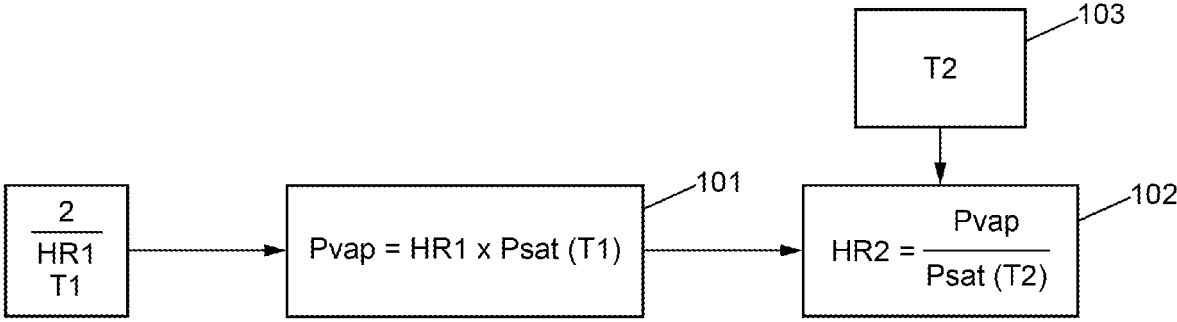 103
T2
101
102
2
HR1
T1
Pvap = HR1 x Psat (T1)
HR2 = Pvap
Psat (T2)